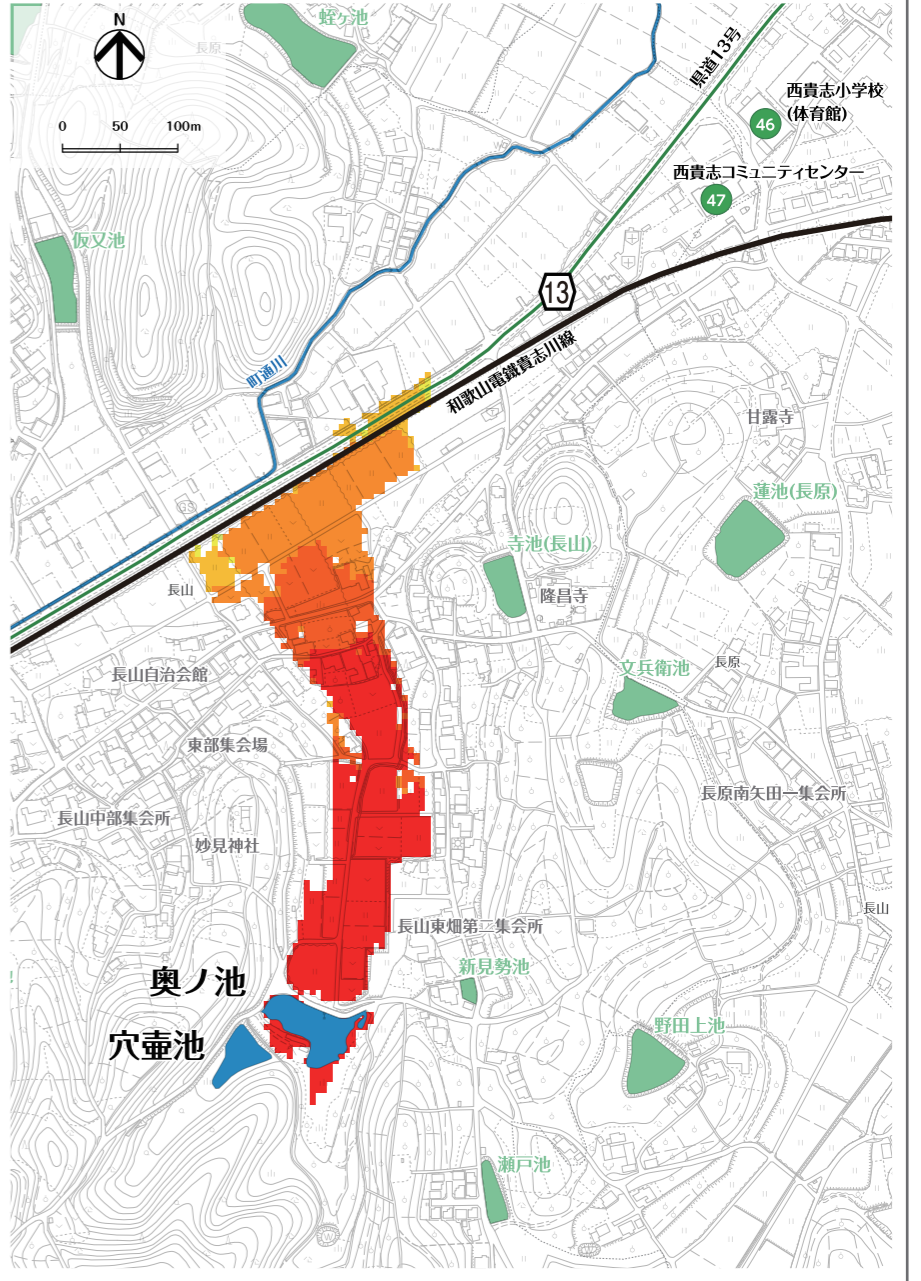 蛭ヶ池
長原
N
0 50 100m
県道13号
西貴志小学校
(体育館)
46
西貴志コミュニティセンター
47
仮又池
13
町通川
和歌山電鐵貴志川線
甘露寺
蓮池(長原)
GS
寺池(長山)
長山
隆昌寺
長山自治会館
文兵衛池
長原
東部集会場
長原南矢田一集会所
長山中部集会所
妙見神社
長山
長山東畑第二集会所
新見勢池
奥ノ池
穴壷池
野田上池
瀬戸池